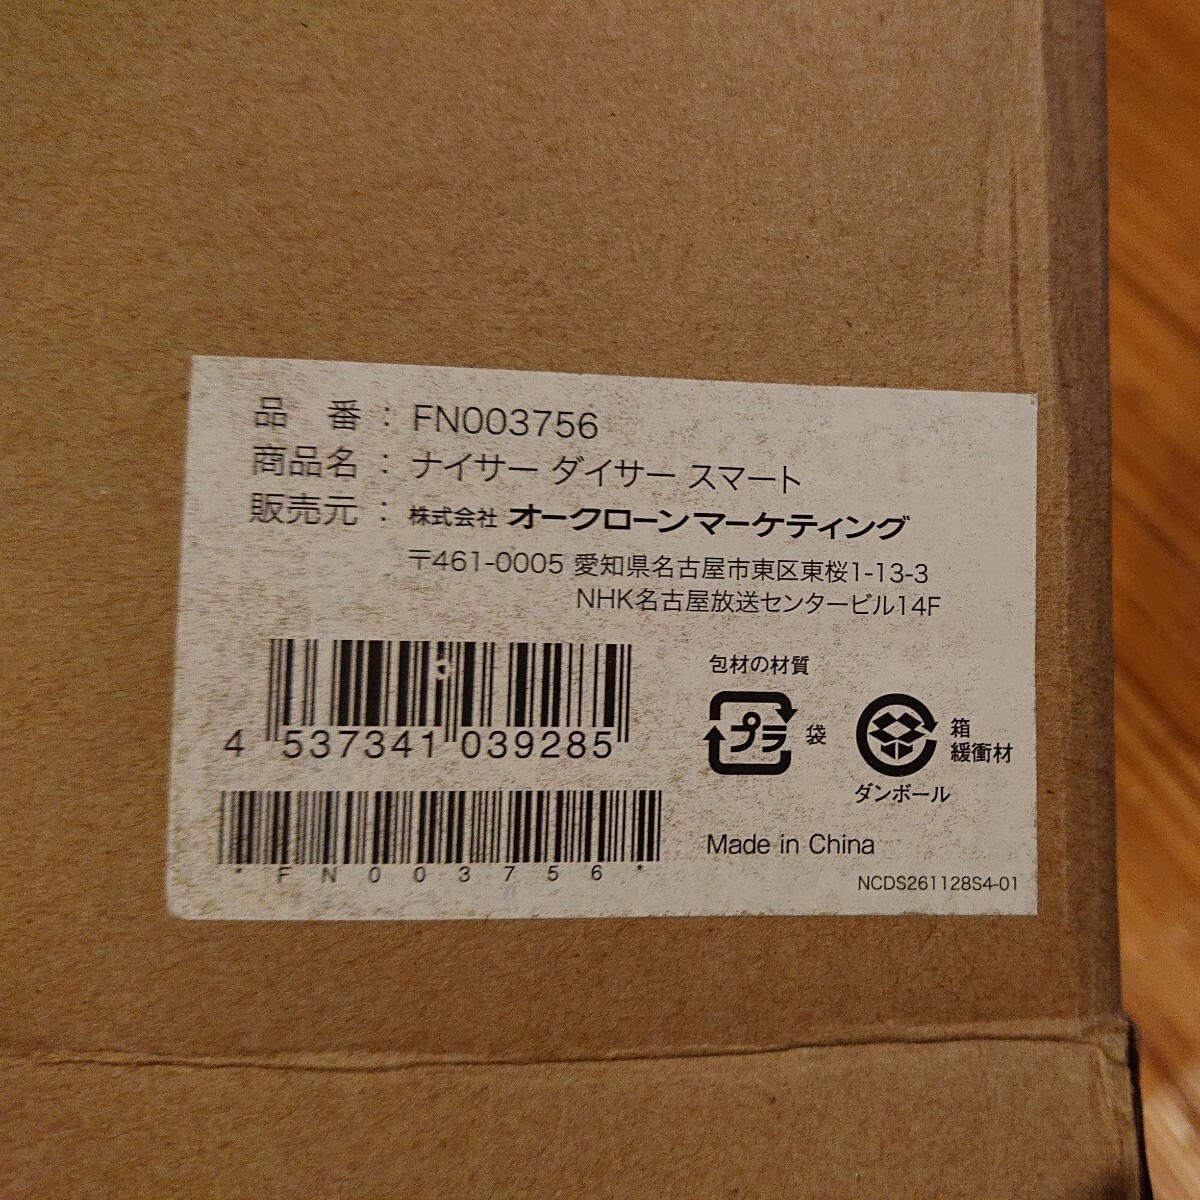 品 番 : FN003756
商品名 : ナイサー ダイサー スマート
販売元 : 株式会社 オークローンマーケティング
〒461-0005 愛知県名古屋市東区東桜1-13-3
NHK名古屋放送センタービル14F
4 537341 039285
*FN003756*
包材の材質
プラ 袋
箱
緩衝材
ダンボール
Made in China
NCDS261128S4-01